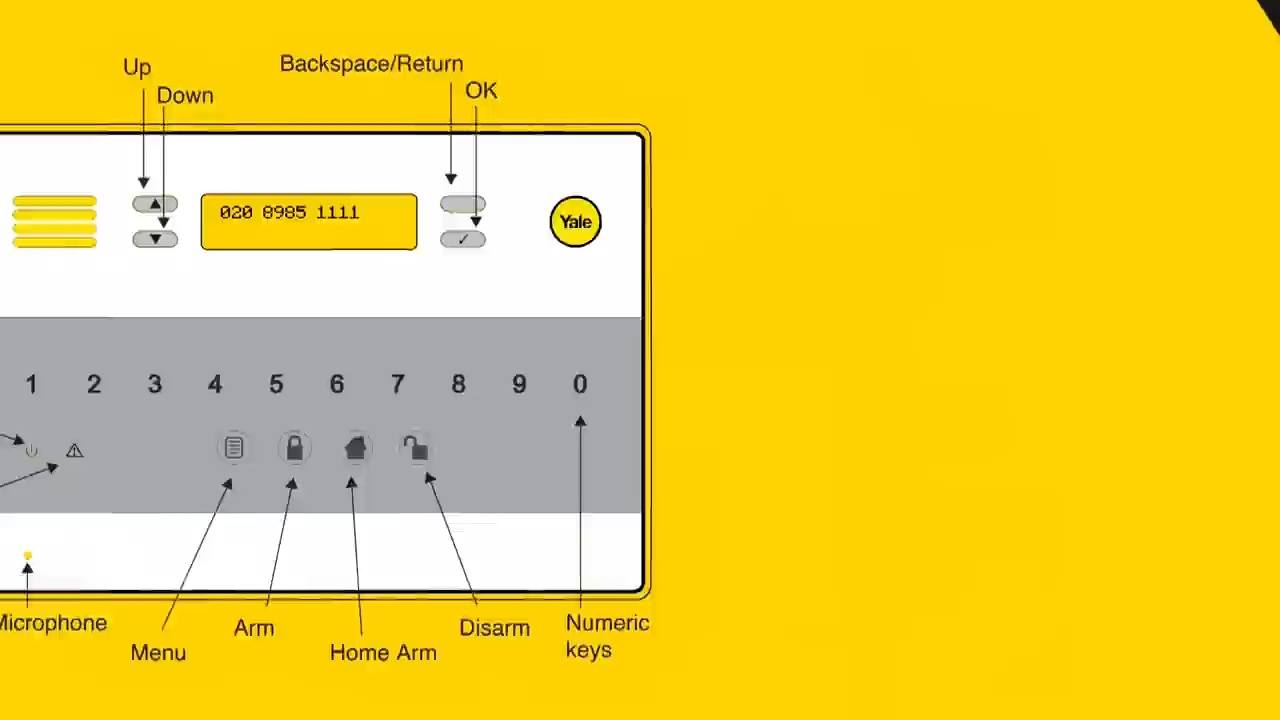 Up
Backspace/Return
Down
OK
020 8985 1111
Yale
1 2 3 4 5 6 7 8 9 0
Microphone
Menu
Arm
Home Arm
Disarm
Numeric
keys